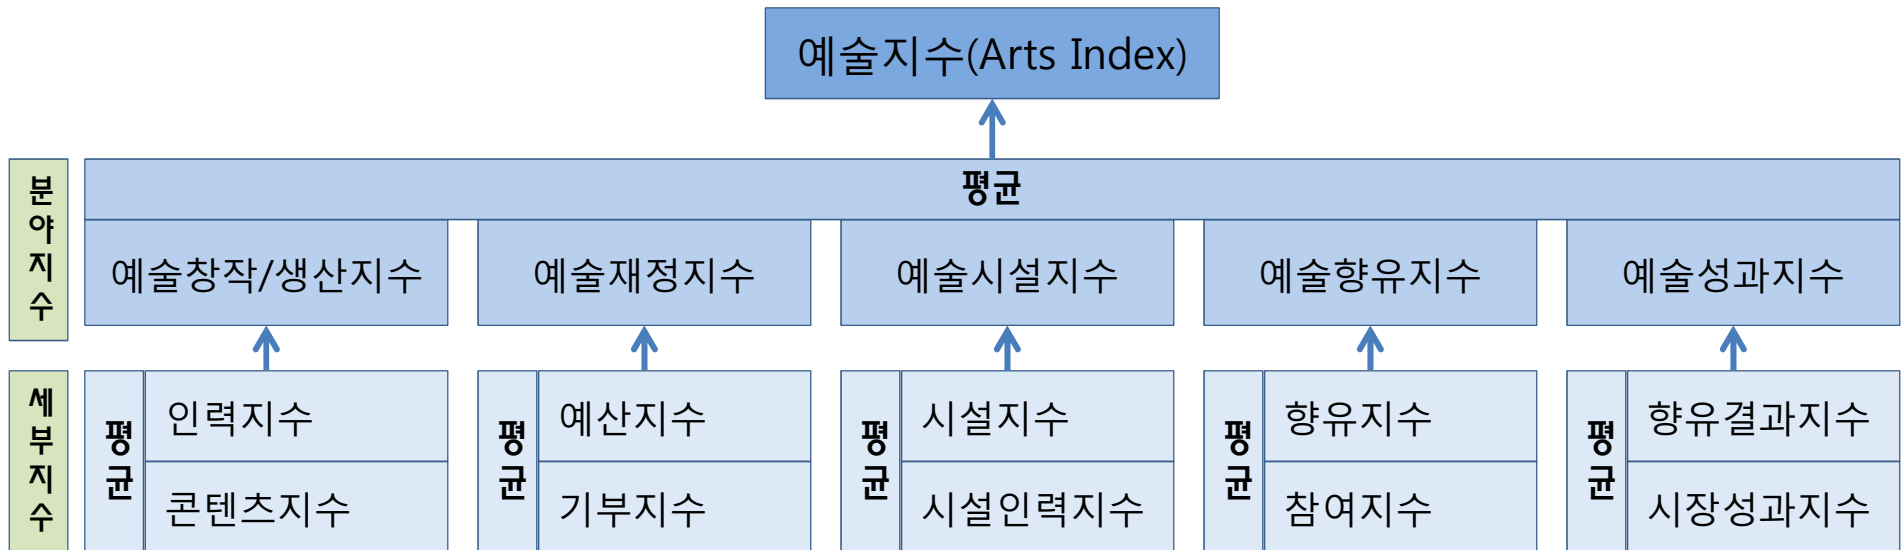 예술지수(Arts Index)
분야지수
평균
예술창작/생산지수
예술재정지수
예술시설지수
예술향유지수
예술성과지수
세부지수
평균
인력지수
콘텐츠지수
평균
예산지수
기부지수
평균
시설지수
시설인력지수
평균
향유지수
참여지수
평균
향유결과지수
시장성과지수